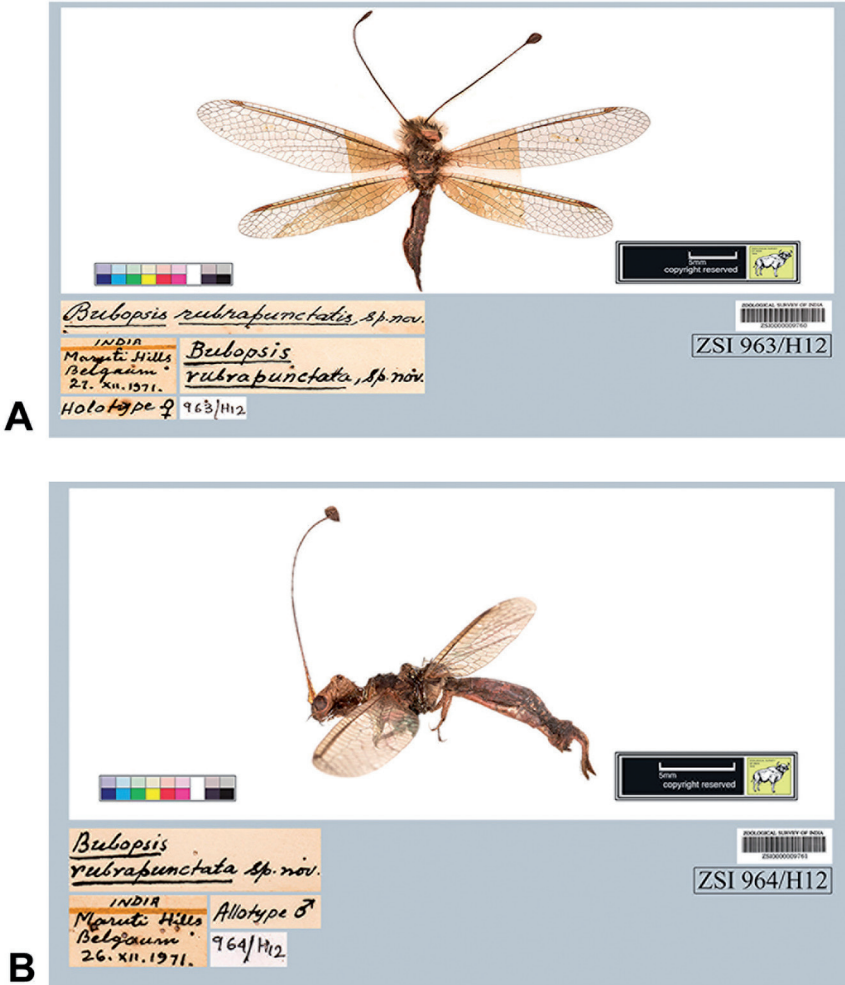 5mm
copyright reserved
ZOOLOGICAL SURVEY OF INDIA
Bubopsis rubrapunctatis, sp.nov.
ZSI 963/H12
INDIA
Maruti Hills
Belgaum
27. XII. 1971.
Bubopsis
rubrapunctata, sp.nov.
A
Holotype ♀
963/H12
5mm
copyright reserved
Bubopsis
rubrapunctata sp.nov.
ZOOLOGICAL SURVEY OF INDIA
ZSI 964/H12
INDIA
Maruti Hills
Belgaum
26. XII. 1971.
Allotype ♂
964/H12
B